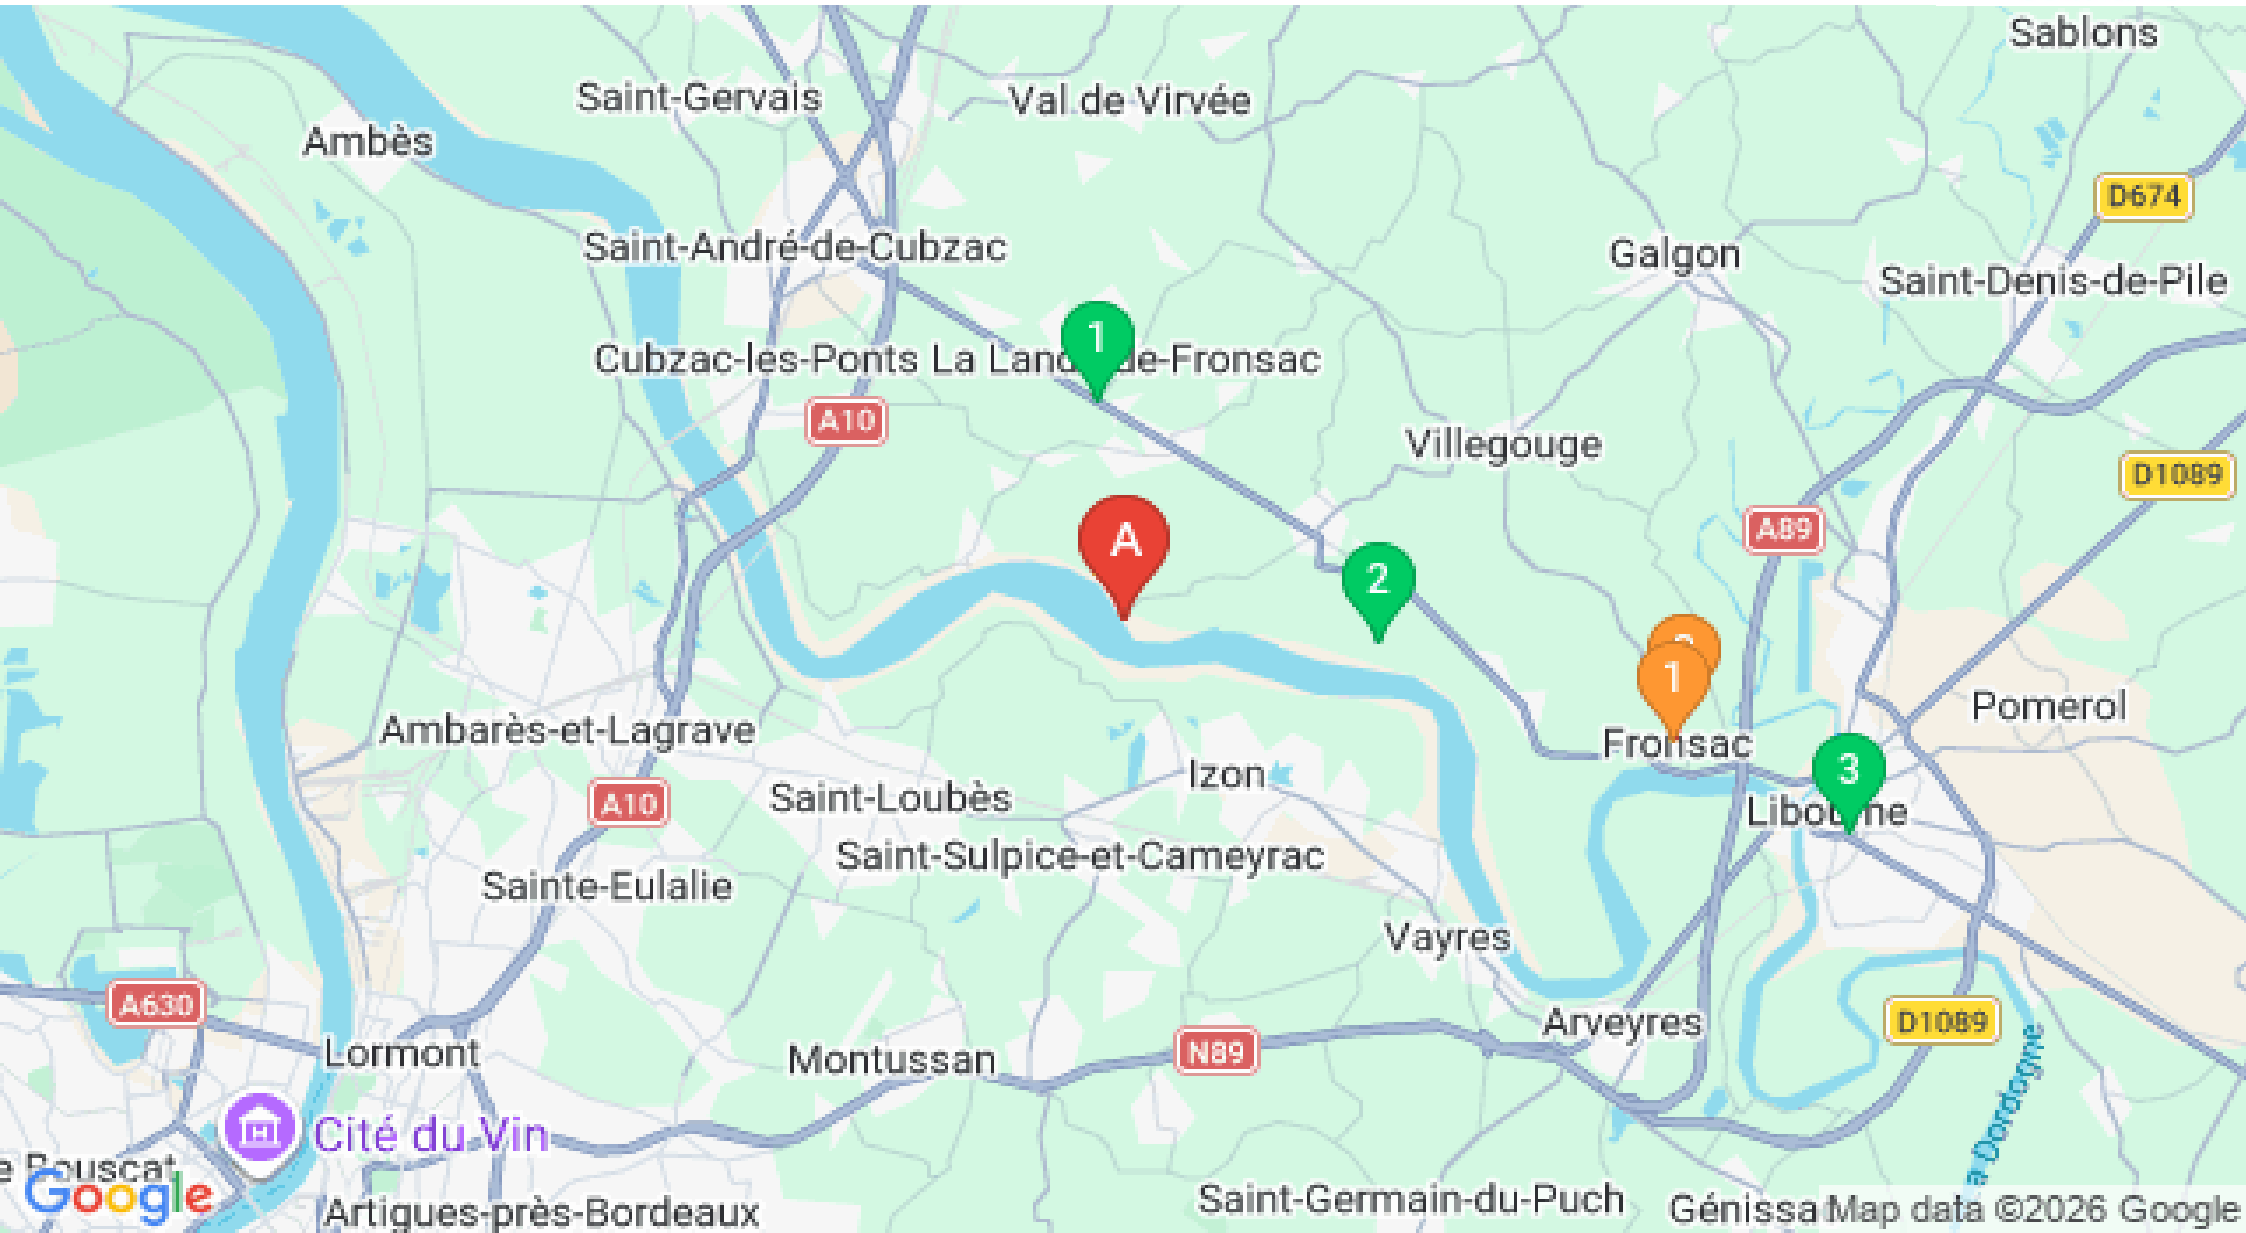 Sablons
Saint-Gervais
Val de Virvée
Ambès
D674
Saint-André-de-Cubzac
Galgon
Saint-Denis-de-Pile
1
Cubzac-les-Ponts
A10
Villegouge
D1089
A89
A
2
1
Pomerol
Ambarès-et-Lagrave
Fronsac
3
Izon
Saint-Loubès
A10
Saint-Sulpice-et-Cameyrac
Sainte-Eulalie
Vayres
A630
D1089
Arveyres
Lormont
Montussan
N89
Cité du Vin
Google
Artigues-près-Bordeaux
Saint-Germain-du-Puch
Map data ©2026 Google